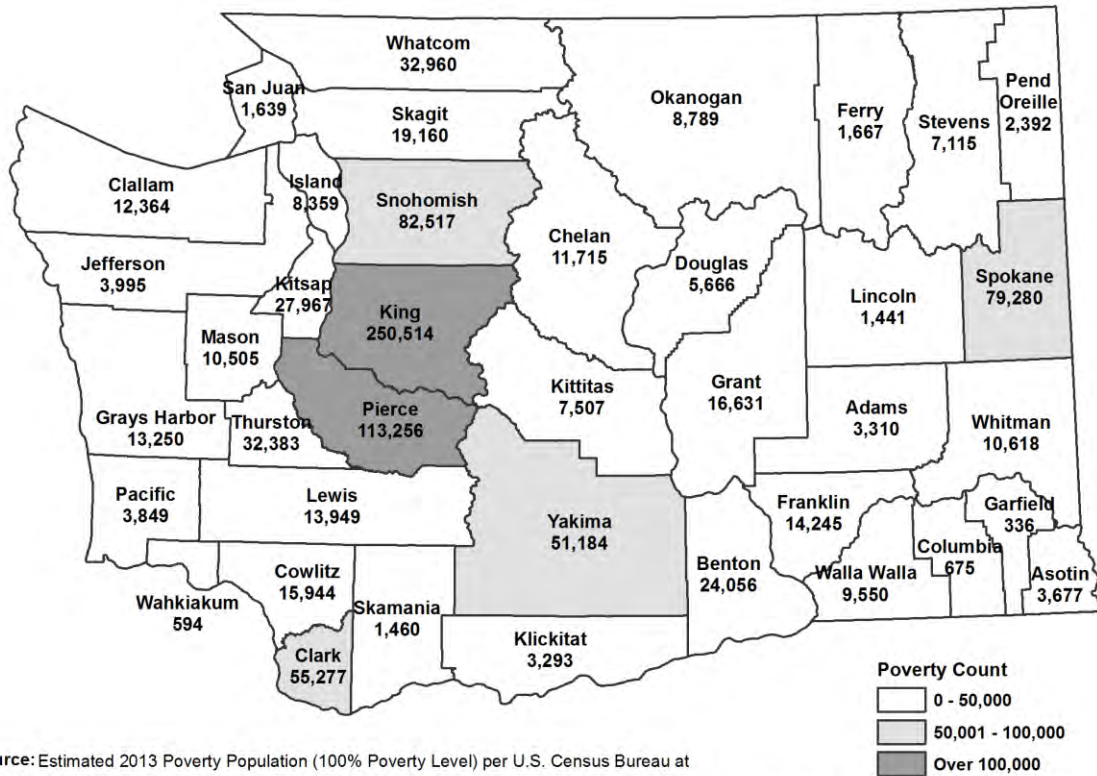 Whatcom
32,960
San Juan
1,639
Skagit
19,160
Okanogan
8,789
Ferry
1,667
Stevens
7,115
Pend
Oreille
2,392
Clallam
12,364
Island
8,359
Snohomish
82,517
Chelan
11,715
Douglas
5,666
Jefferson
3,995
Kitsap
27,967
King
250,514
Lincoln
1,441
Spokane
79,280
Mason
10,505
Grays Harbor
13,250
Thurston
32,383
Pierce
113,256
Kittitas
7,507
Grant
16,631
Adams
3,310
Whitman
10,618
Pacific
3,849
Lewis
13,949
Yakima
51,184
Benton
24,056
Franklin
14,245
Walla Walla
9,550
Columbia
675
Garfield
336
Asotin
3,677
Wahkiakum
594
Cowlitz
15,944
Skamania
1,460
Clark
55,277
Klickitat
3,293
Poverty Count
0 - 50,000
50,001 - 100,000
Over 100,000
urce: Estimated 2013 Poverty Population (100% Poverty Level) per U.S. Census Bureau at